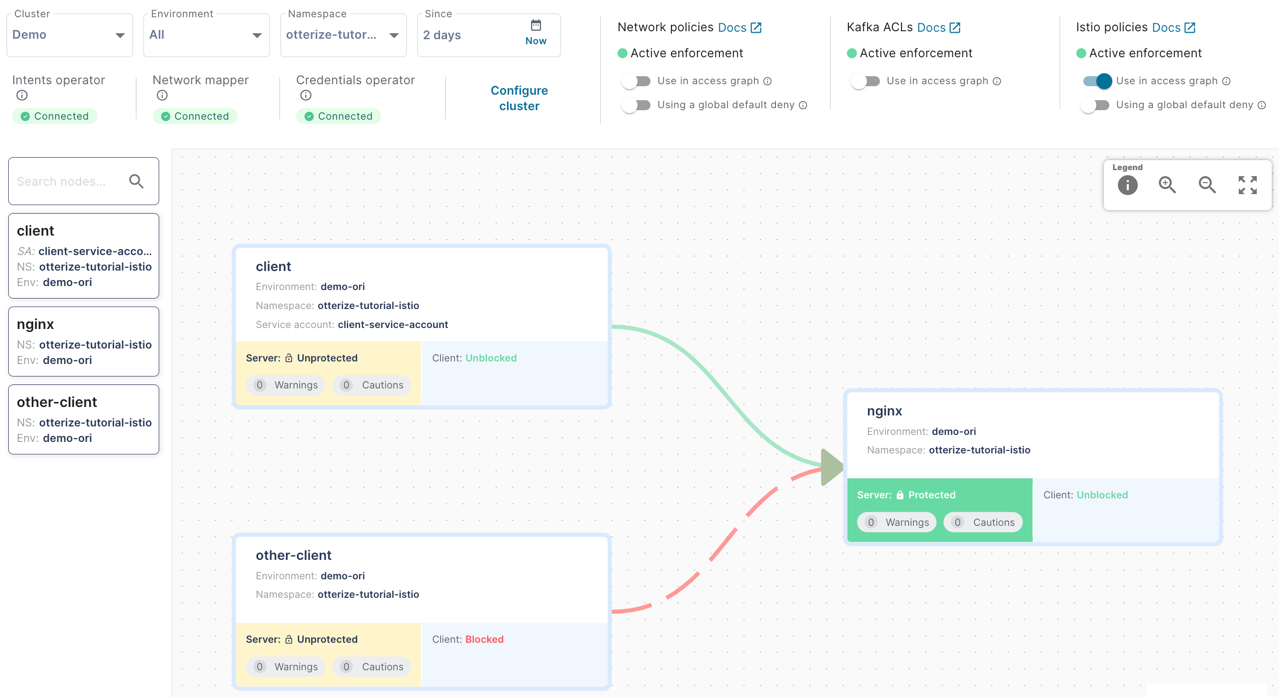 Cluster
Demo
Environment
All
Namespace
otterize-tutor...
Since
2 days
Now
Intents operator
Connected
Network mapper
Connected
Credentials operator
Connected
Configure
cluster
Network policies Docs
Active enforcement
Use in access graph
Using a global default deny
Kafka ACLs Docs
Active enforcement
Use in access graph
Istio policies Docs
Active enforcement
Use in access graph
Using a global default deny
Search nodes...
client
SA: client-service-acco...
NS: otterize-tutorial-istio
Env: demo-ori
nginx
NS: otterize-tutorial-istio
Env: demo-ori
other-client
NS: otterize-tutorial-istio
Env: demo-ori
Legend
client
Environment: demo-ori
Namespace: otterize-tutorial-istio
Service account: client-service-account
Server: Unprotected
0 Warnings 0 Cautions
Client: Unblocked
nginx
Environment: demo-ori
Namespace: otterize-tutorial-istio
Server: Protected
0 Warnings 0 Cautions
Client: Unblocked
other-client
Environment: demo-ori
Namespace: otterize-tutorial-istio
Server: Unprotected
0 Warnings 0 Cautions
Client: Blocked